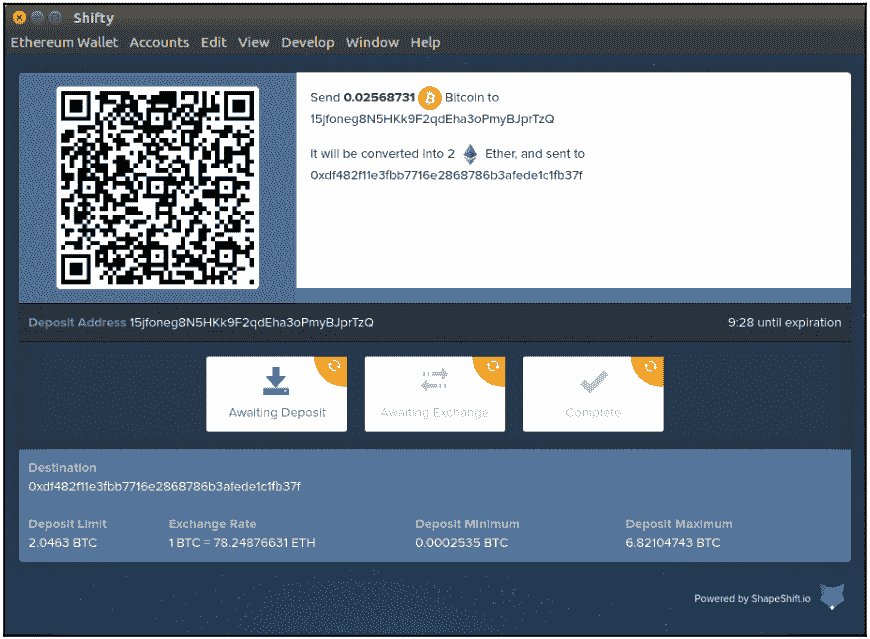 Shifty
Ethereum Wallet Accounts Edit View Develop Window Help
Send 0.02568731 Bitcoin to
15jfoneg8N5HKk9F2qdEha3oPmyBJprTzQ
It will be converted into 2 Ether, and sent to
0xdf482f11e3fbb7716e2868786b3afede1c1fb37f
Deposit Address 15jfoneg8N5HKk9F2qdEha3oPmyBJprTzQ
9:28 until expiration
Awaiting Deposit
Awaiting Exchange
Complete
Destination
0xdf482f11e3fbb7716e2868786b3afede1c1fb37f
Deposit Limit Exchange Rate Deposit Minimum Deposit Maximum
2.0463 BTC 1 BTC = 78.24876631 ETH 0.0002535 BTC 6.82104743 BTC
Powered by ShapeShift.io